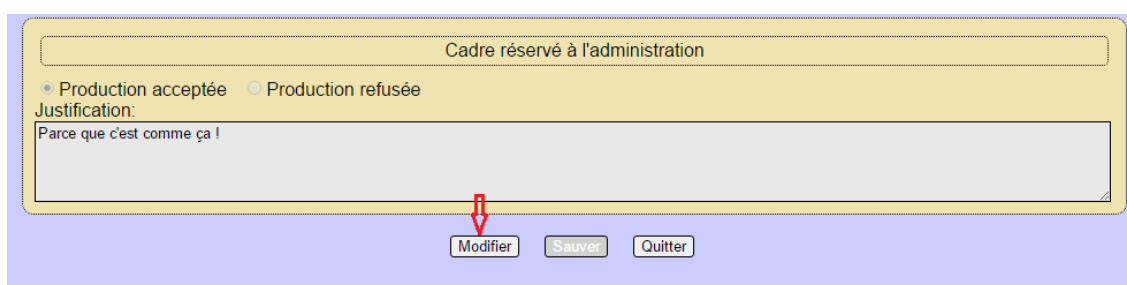 Cadre réservé à l'administration
Production acceptée Production refusée
Justification:
Parce que c'est comme ça !
Modifier Sauver Quitter